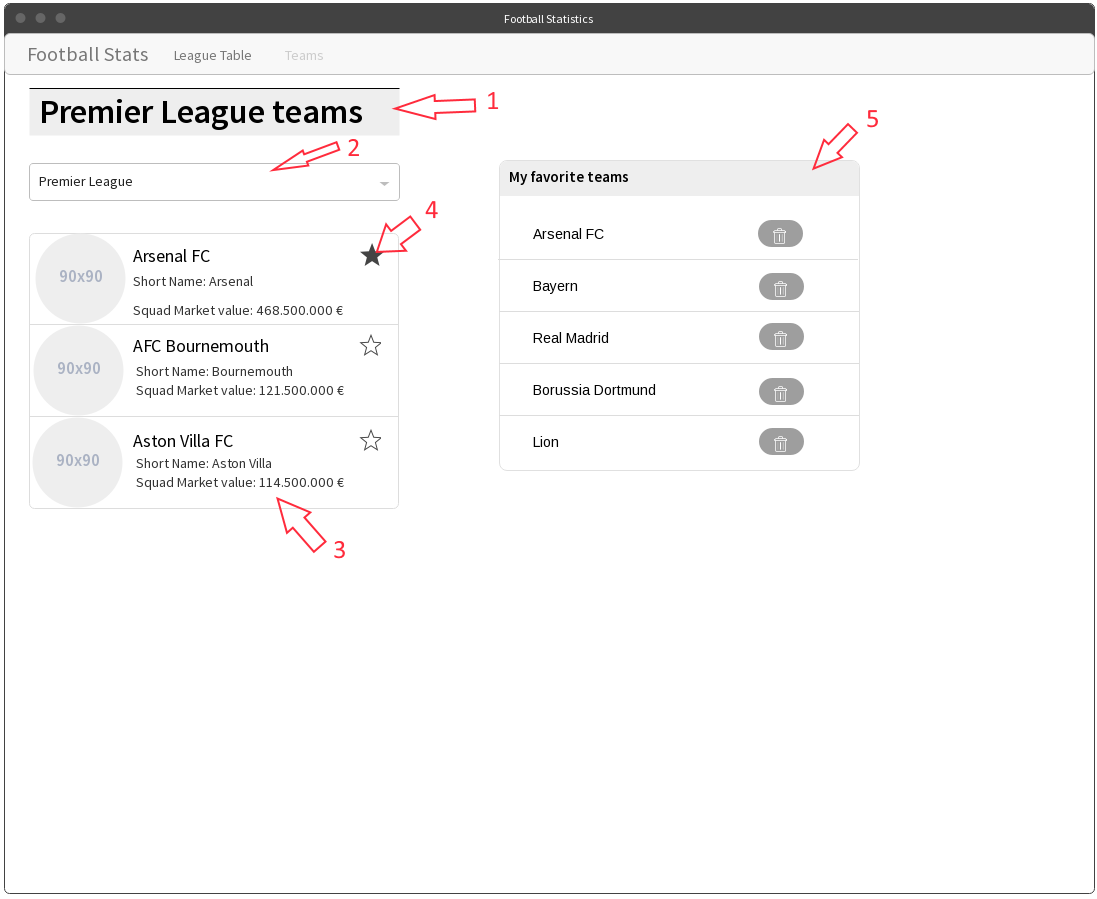 Football Statistics
Football Stats League Table Teams
Premier League teams
1
2
Premier League
4
90x90
Arsenal FC
Short Name: Arsenal
Squad Market value: 468.500.000 €
90x90
AFC Bournemouth
Short Name: Bournemouth
Squad Market value: 121.500.000 €
90x90
Aston Villa FC
Short Name: Aston Villa
Squad Market value: 114.500.000 €
3
5
My favorite teams
Arsenal FC
Bayern
Real Madrid
Borussia Dortmund
Lion